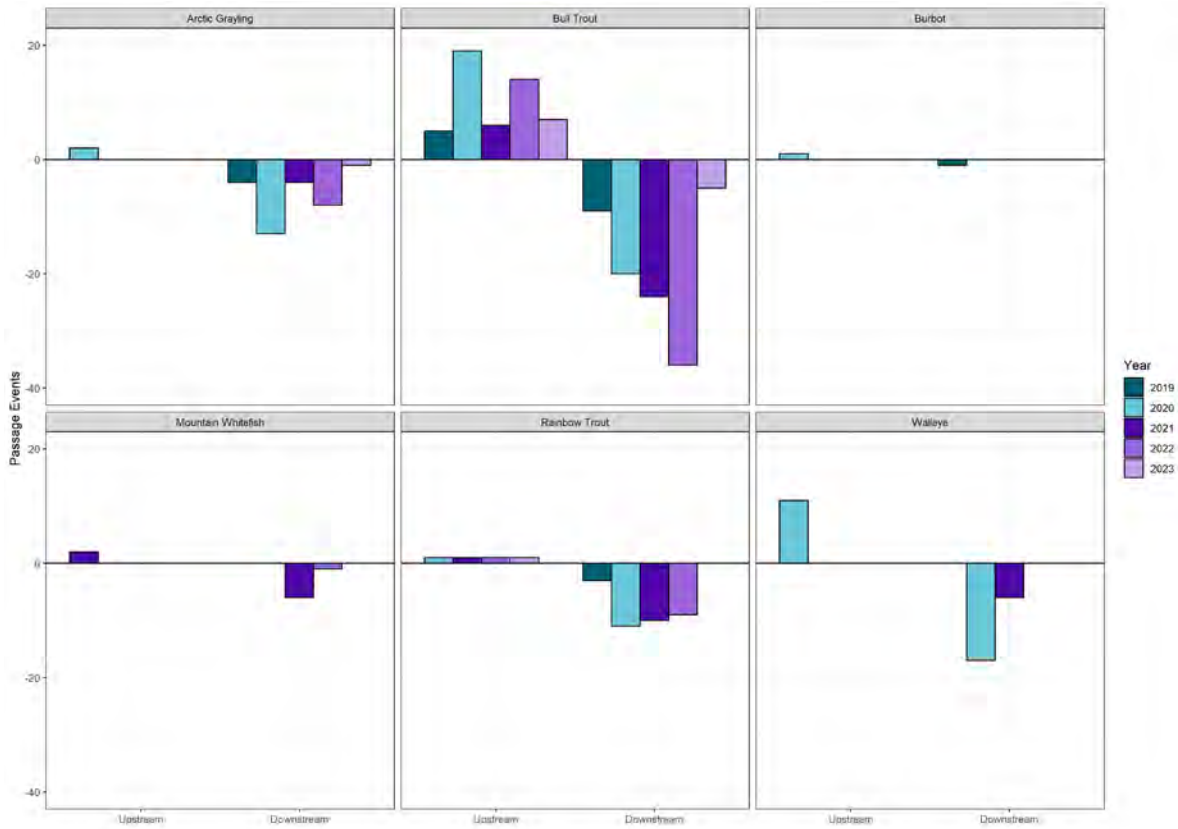 Arctic Grayling
Bull Trout
Burbot
20
0
-20
-40
Mountain Whitefish
Rainbow Trout
Walleye
20
0
-20
-40
Passage Events
Upstream
Downstream
Upstream
Downstream
Upstream
Downstream
Year
2019
2020
2021
2022
2023